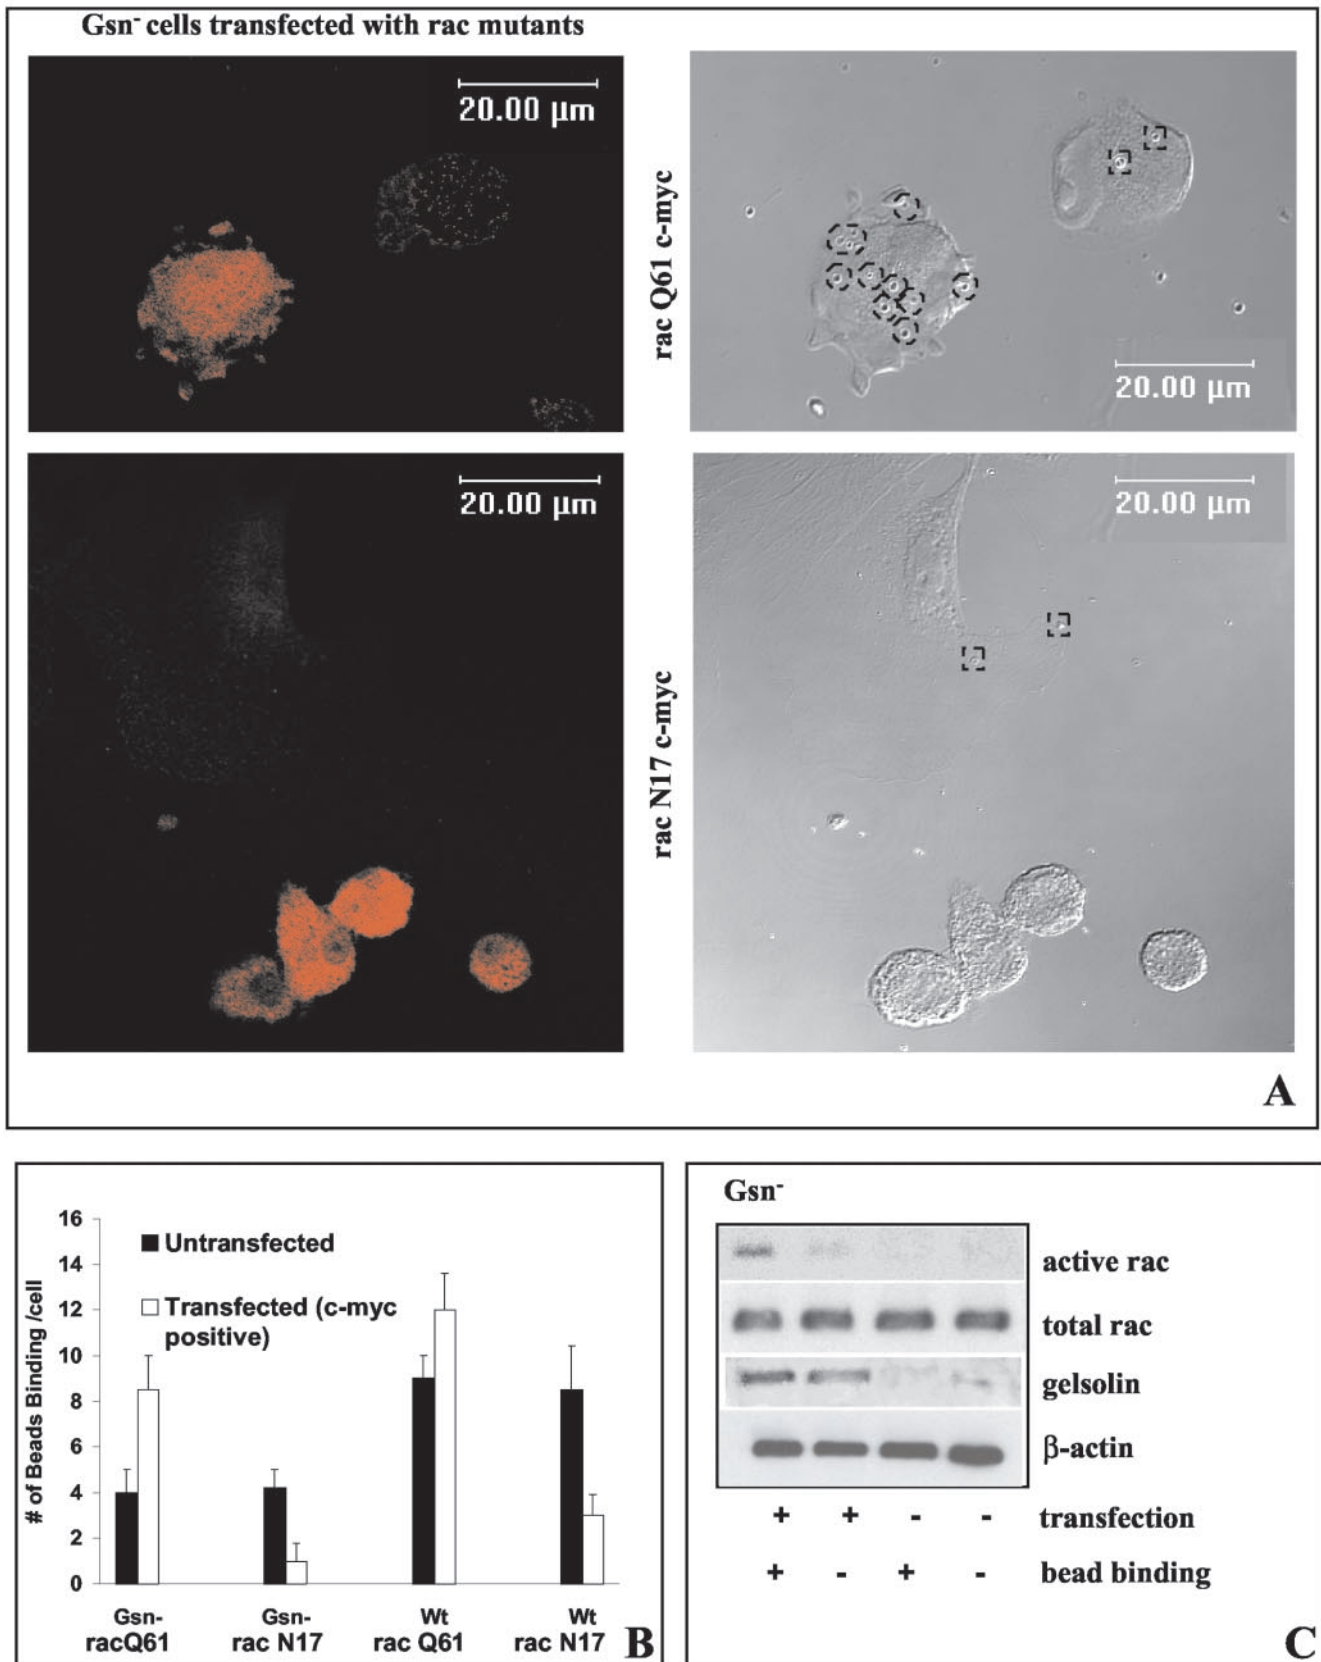 Gsn- cells transfected with rac mutants
20.00 µm
rac Q61 c-myc
20.00 µm
20.00 µm
rac N17 c-myc
20.00 µm
A
# of Beads Binding /cell
16
14
12
10
8
6
4
2
0
Untransfected
Transfected (c-myc
positive)
Gsn-
racQ61
Gsn-
rac N17
Wt
rac Q61
Wt
rac N17
B
Gsn-
active rac
total rac
gelsolin
β-actin
+ + - - transfection
+ - + - bead binding
C